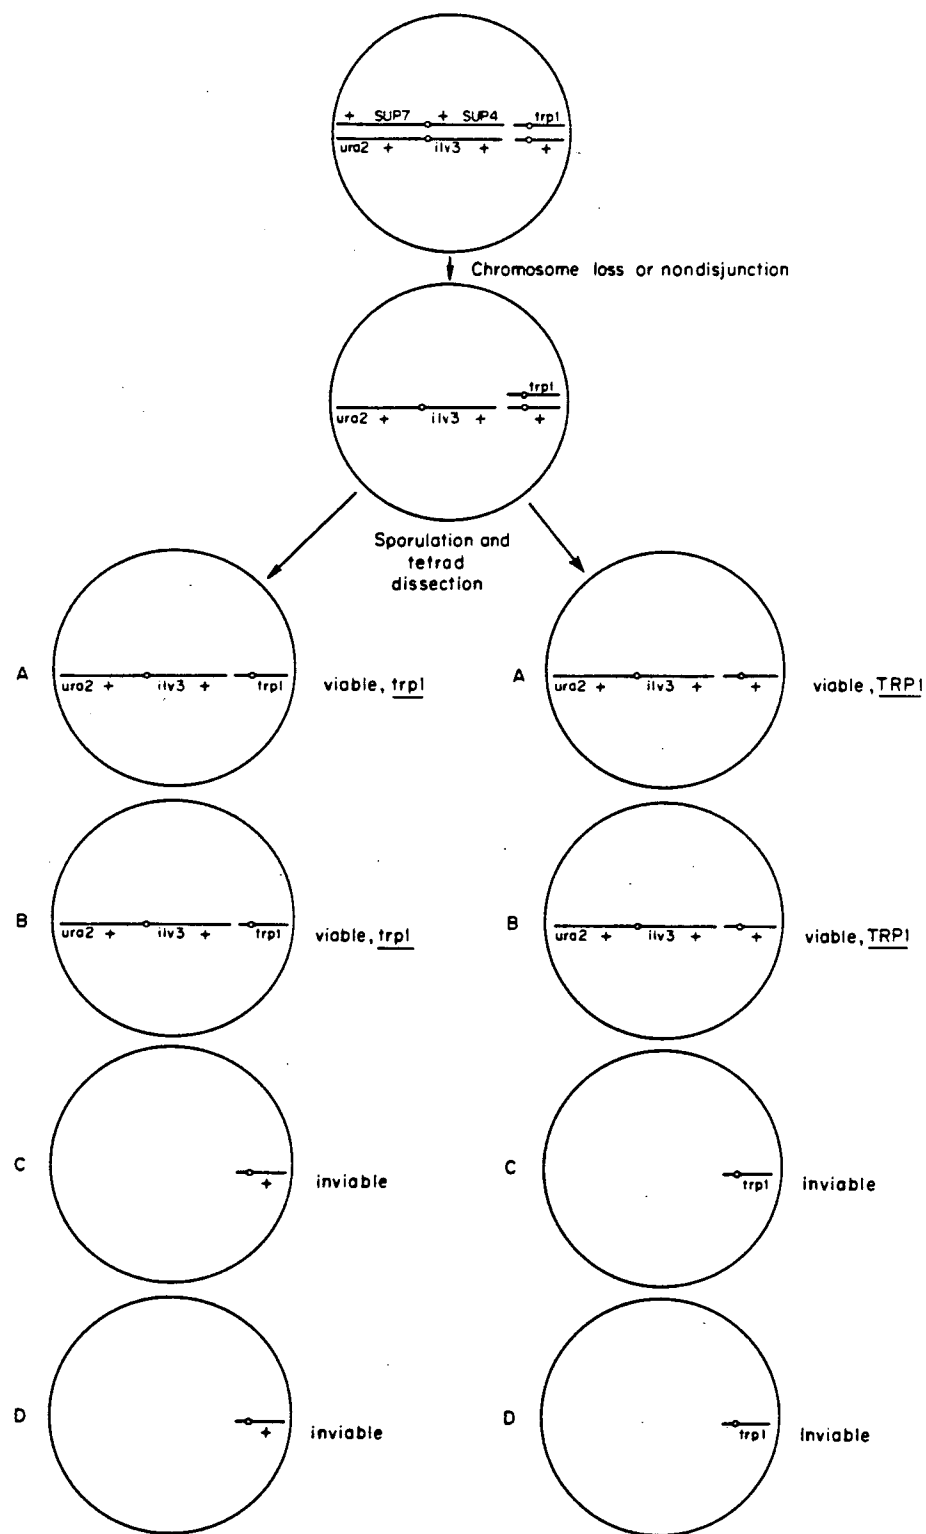 + SUP7 + SUP4 trp1
ura2 + ilv3 + +
Chromosome loss or nondisjunction
trp1
ura2 + ilv3 + +
Sporulation and
tetrad
dissection
A
ura2 + ilv3 + trp1
viable, trp1
A
ura2 + ilv3 + +
viable, TRP1
B
ura2 + ilv3 + trp1
viable, trp1
B
ura2 + ilv3 + +
viable, TRP1
C
+
inviable
C
trp1
inviable
D
+
inviable
D
trp1
Inviable